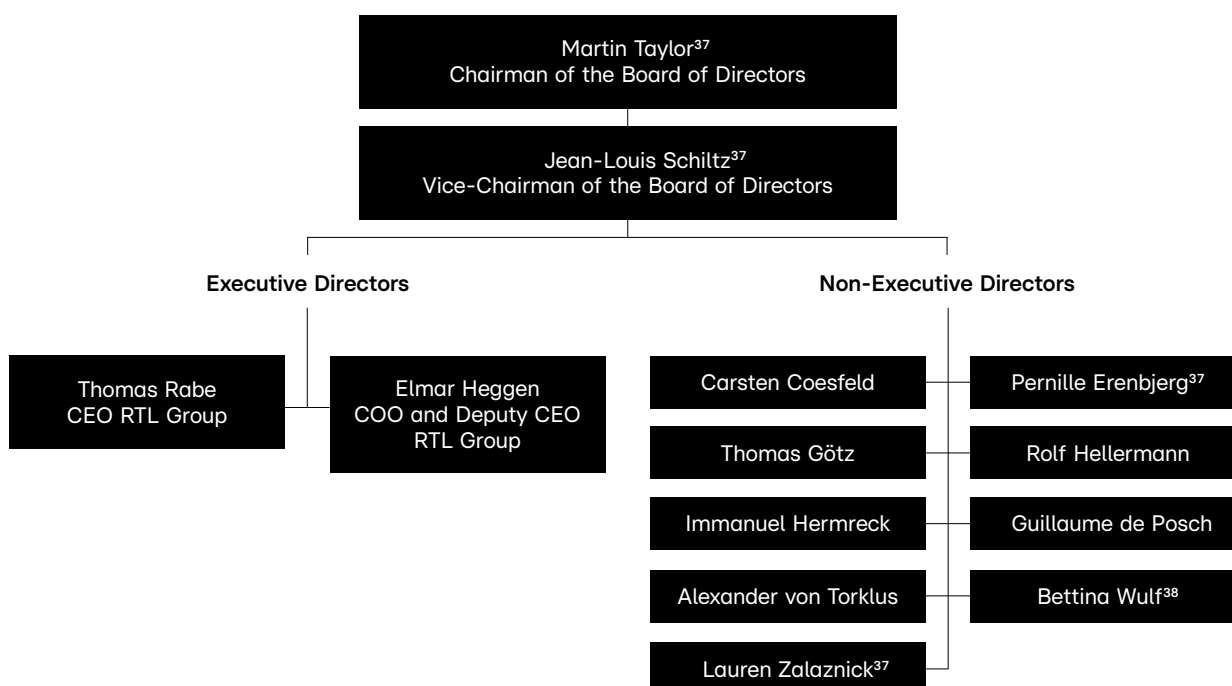 Martin Taylor³⁷
Chairman of the Board of Directors
Jean-Louis Schiltz³⁷
Vice-Chairman of the Board of Directors
Executive Directors
Non-Executive Directors
Thomas Rabe
CEO RTL Group
Elmar Heggen
COO and Deputy CEO
RTL Group
Carsten Coesfeld
Pernille Erenbjerg³⁷
Thomas Götz
Rolf Hellermann
Immanuel Hermreck
Guillaume de Posch
Alexander von Torklus
Bettina Wulf³⁸
Lauren Zalaznick³⁷